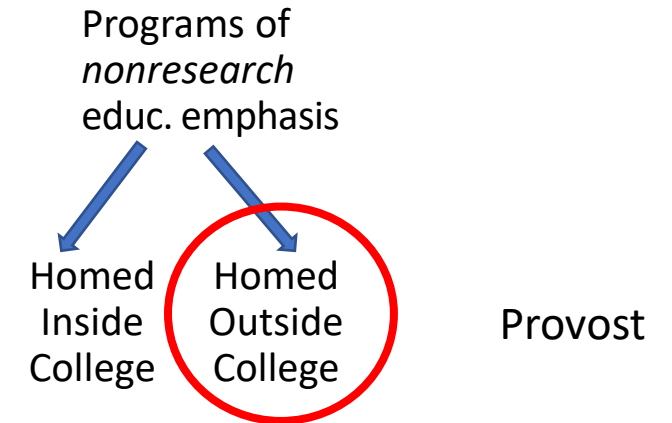 Programs of
nonresearch
educ. emphasis
Homed
Inside
College
Homed
Outside
College
Provost